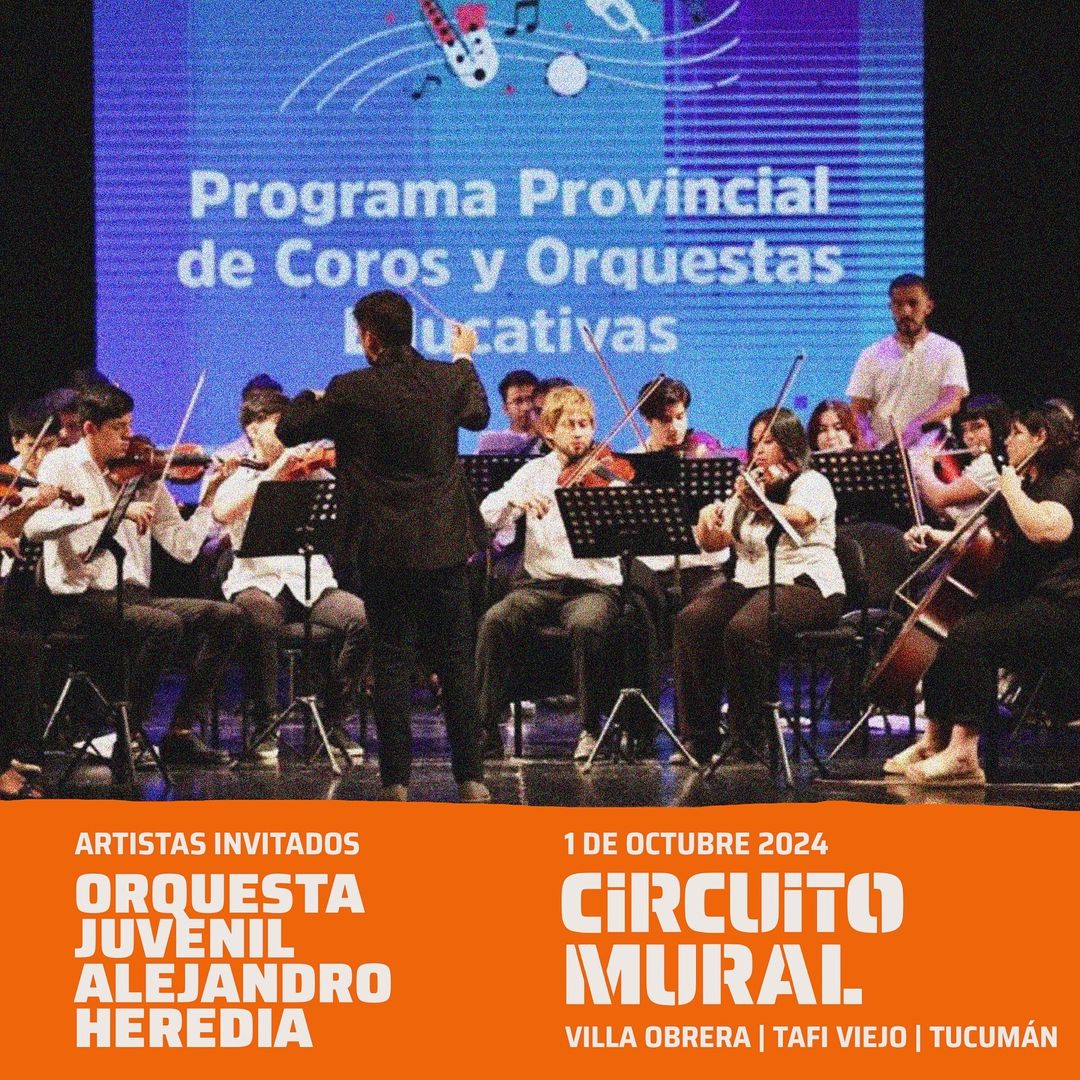 Programa Provincial
de Coros y Orquestas
Educativas
ARTISTAS INVITADOS
ORQUESTA
JUVENIL
ALEJANDRO
HEREDIA
1 DE OCTUBRE 2024
CiRCUiTO
MURAL
VILLA OBRERA | TAFI VIEJO | TUCUMÁN